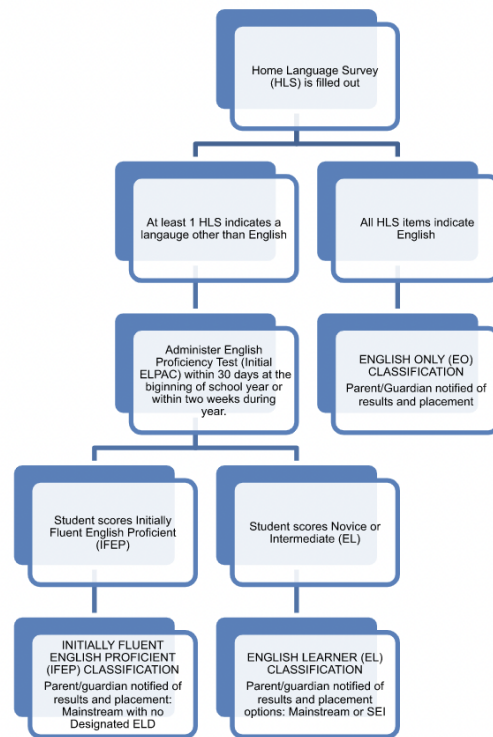 Home Language Survey
(HLS) is filled out
At least 1 HLS indicates a
langauge other than English
All HLS items indicate
English
Administer English
Proficiency Test (Initial
ELPAC) within 30 days at the
biginning of school year or
within two weeks during
year.
ENGLISH ONLY (EO)
CLASSIFICATION
Parent/Guardian notified of
results and placement
Student scores Initially
Fluent English Proficient
(IFEP)
Student scores Novice or
Intermediate (EL)
INITIALLY FLUENT
ENGLISH PROFICIENT
(IFEP) CLASSIFICATION
Parent/guardian notified of
results and placement:
Mainstream with no
Designated ELD
ENGLISH LEARNER (EL)
CLASSIFICATION
Parent/guardian notified of
results and placement
options: Mainstream or SEI